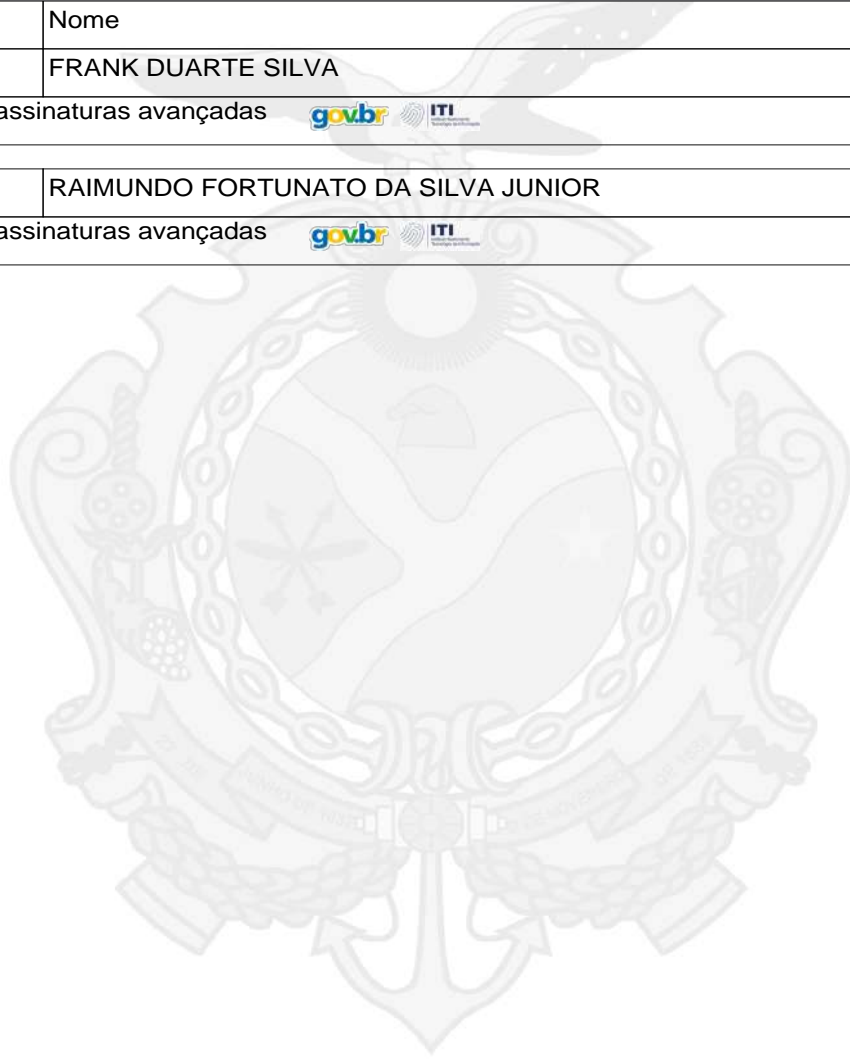 Nome
FRANK DUARTE SILVA
assinaturas avançadas gov.br ITI
RAIMUNDO FORTUNATO DA SILVA JUNIOR
assinaturas avançadas gov.br ITI